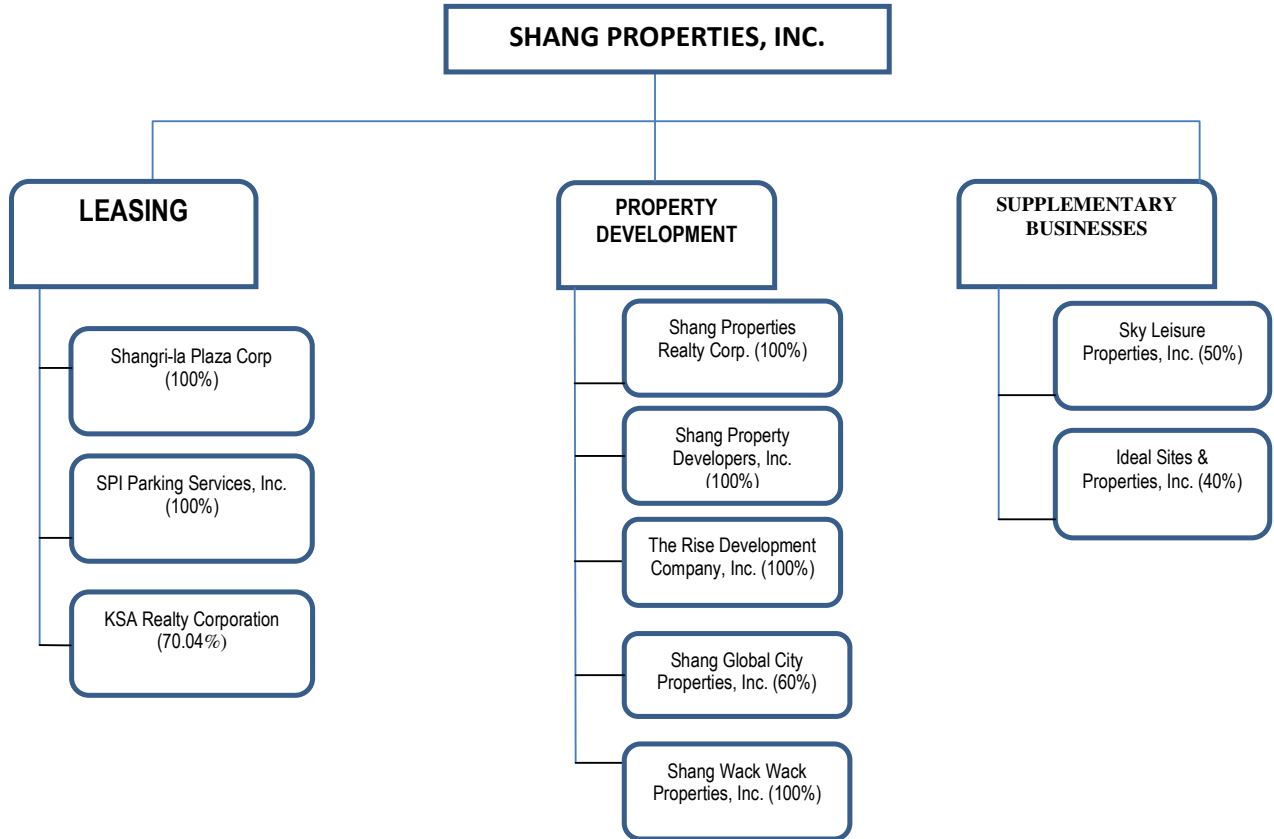 SHANG PROPERTIES, INC.
LEASING
Shangri-la Plaza Corp
(100%)
SPI Parking Services, Inc.
(100%)
KSA Realty Corporation
(70.04%)
PROPERTY
DEVELOPMENT
Shang Properties
Realty Corp. (100%)
Shang Property
Developers, Inc.
(100%)
The Rise Development
Company, Inc. (100%)
Shang Global City
Properties, Inc. (60%)
Shang Wack Wack
Properties, Inc. (100%)
SUPPLEMENTARY
BUSINESSES
Sky Leisure
Properties, Inc. (50%)
Ideal Sites &
Properties, Inc. (40%)